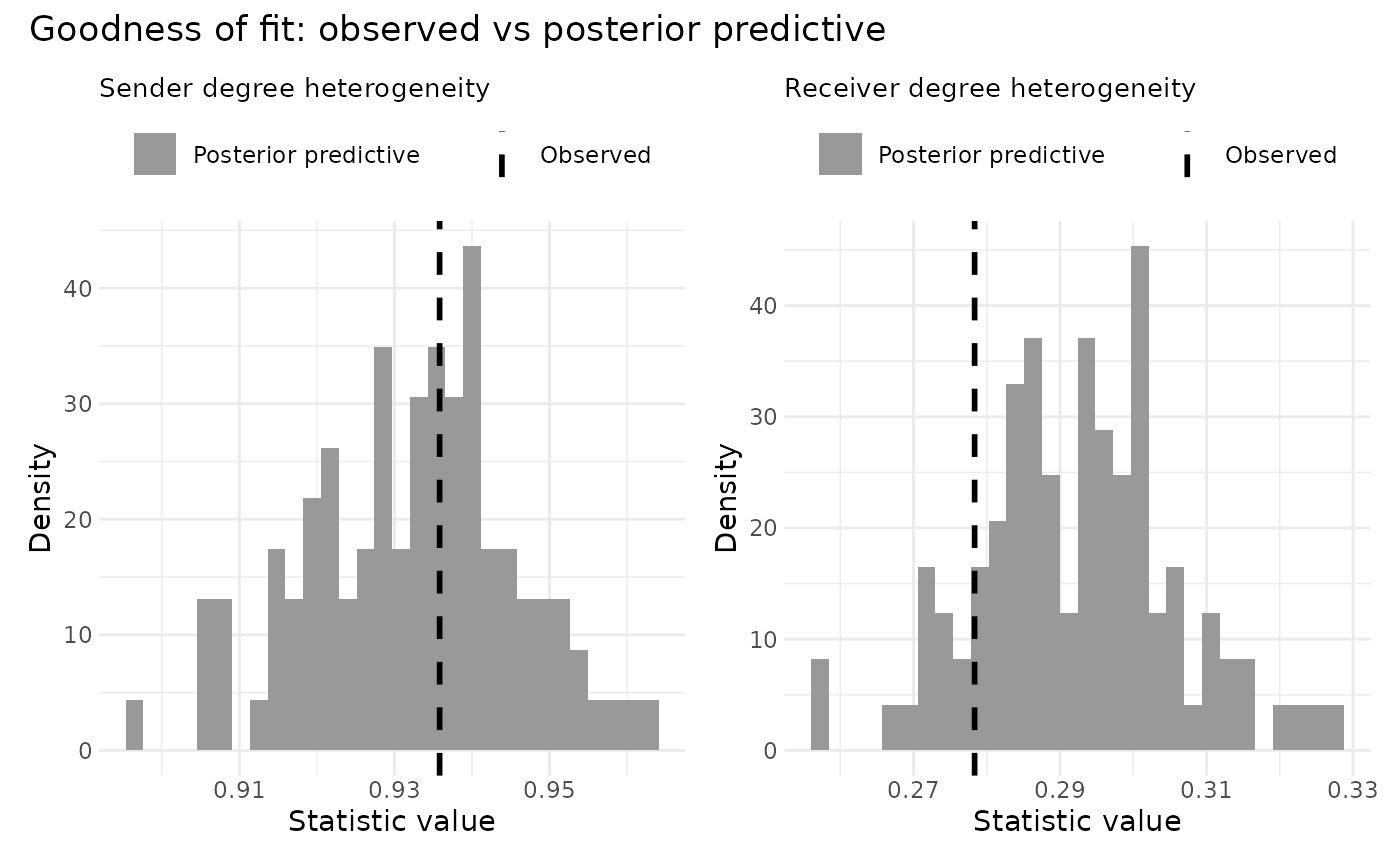 Goodness of fit: observed vs posterior predictive
Sender degree heterogeneity
Posterior predictive
Observed
Density
40
30
20
10
0
0.91
0.93
0.95
Statistic value
Receiver degree heterogeneity
Posterior predictive
Observed
Density
40
30
20
10
0
0.27
0.29
0.31
0.33
Statistic value